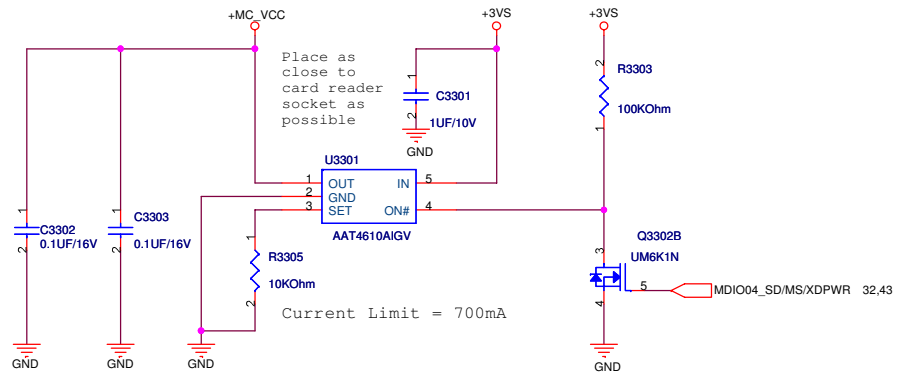 +MC_VCC
+3VS
+3VS
Place as
close to
card reader
socket as
possible
1
C3301
2
1UF/10V
GND
2
R3303
100KOhm
1
U3301
1 OUT IN 5
2 GND
3 SET ON# 4
AAT4610AIGV
1
C3302
0.1UF/16V
2
1
C3303
0.1UF/16V
2
1
R3305
10KOhm
2
Current Limit = 700mA
3
Q3302B
UM6K1N
5
MDIO04_SD/MS/XDPWR 32,43
4
GND
GND
GND
GND